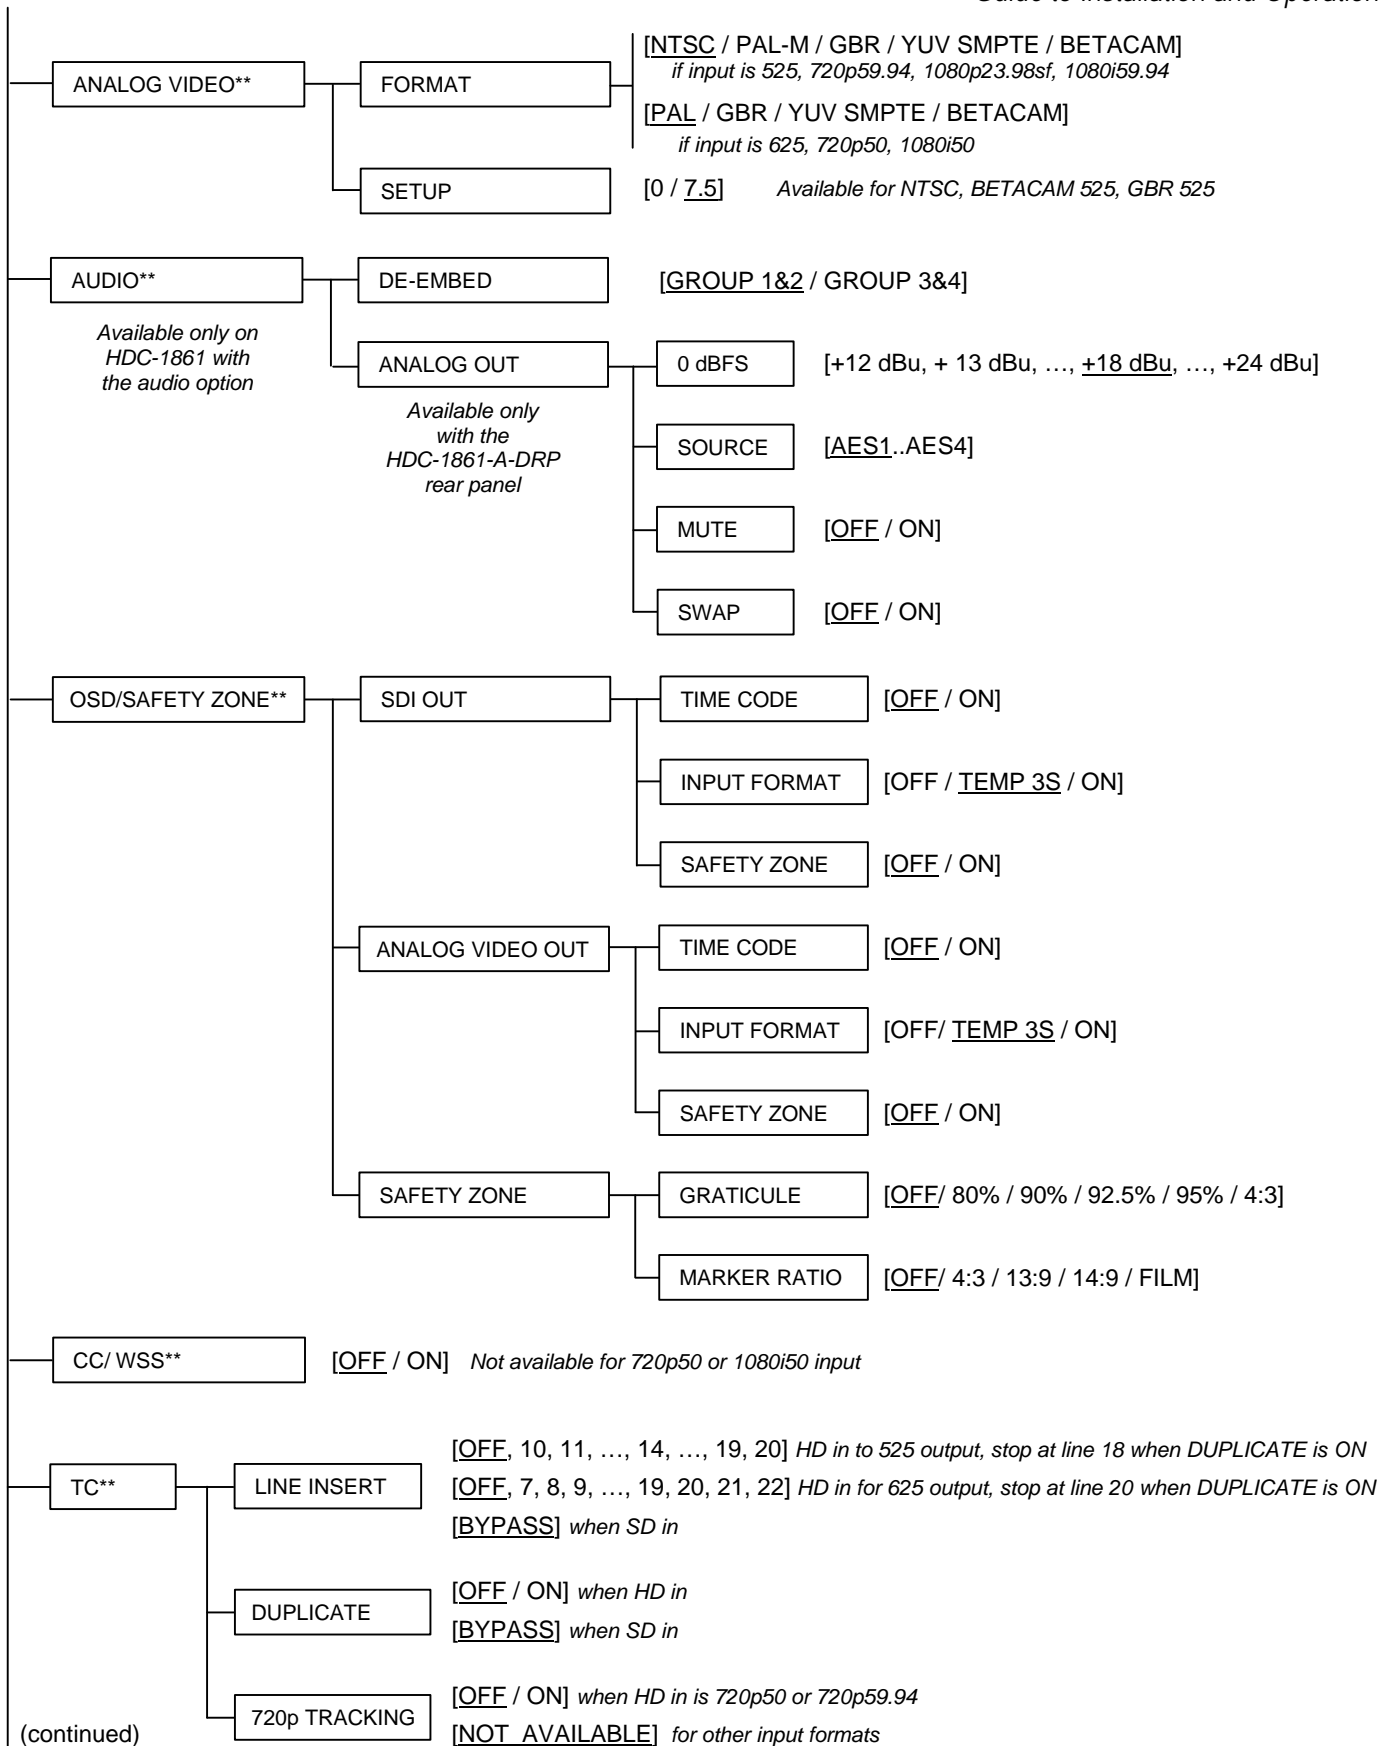 Guide to Installation and Operation
ANALOG VIDEO**
FORMAT
[NTSC / PAL-M / GBR / YUV SMPTE / BETACAM]
if input is 525, 720p59.94, 1080p23.98sf, 1080i59.94
[PAL / GBR / YUV SMPTE / BETACAM]
if input is 625, 720p50, 1080i50
SETUP
[0 / 7.5]
Available for NTSC, BETACAM 525, GBR 525
AUDIO**
Available only on
HDC-1861 with
the audio option
DE-EMBED
[GROUP 1&2 / GROUP 3&4]
ANALOG OUT
Available only
with the
HDC-1861-A-DRP
rear panel
0 dBFS
[+12 dBu, + 13 dBu, …, +18 dBu, …, +24 dBu]
SOURCE
[AES1..AES4]
MUTE
[OFF / ON]
SWAP
[OFF / ON]
OSD/SAFETY ZONE**
SDI OUT
TIME CODE
[OFF / ON]
INPUT FORMAT
[OFF / TEMP 3S / ON]
SAFETY ZONE
[OFF / ON]
ANALOG VIDEO OUT
TIME CODE
[OFF / ON]
INPUT FORMAT
[OFF/ TEMP 3S / ON]
SAFETY ZONE
[OFF / ON]
SAFETY ZONE
GRATICULE
[OFF/ 80% / 90% / 92.5% / 95% / 4:3]
MARKER RATIO
[OFF/ 4:3 / 13:9 / 14:9 / FILM]
CC/ WSS**
[OFF / ON] Not available for 720p50 or 1080i50 input
TC**
LINE INSERT
[OFF, 10, 11, …, 14, …, 19, 20] HD in to 525 output, stop at line 18 when DUPLICATE is ON
[OFF, 7, 8, 9, …, 19, 20, 21, 22] HD in for 625 output, stop at line 20 when DUPLICATE is ON
[BYPASS] when SD in
DUPLICATE
[OFF / ON] when HD in
[BYPASS] when SD in
720p TRACKING
[OFF / ON] when HD in is 720p50 or 720p59.94
[NOT AVAILABLE] for other input formats
(continued)